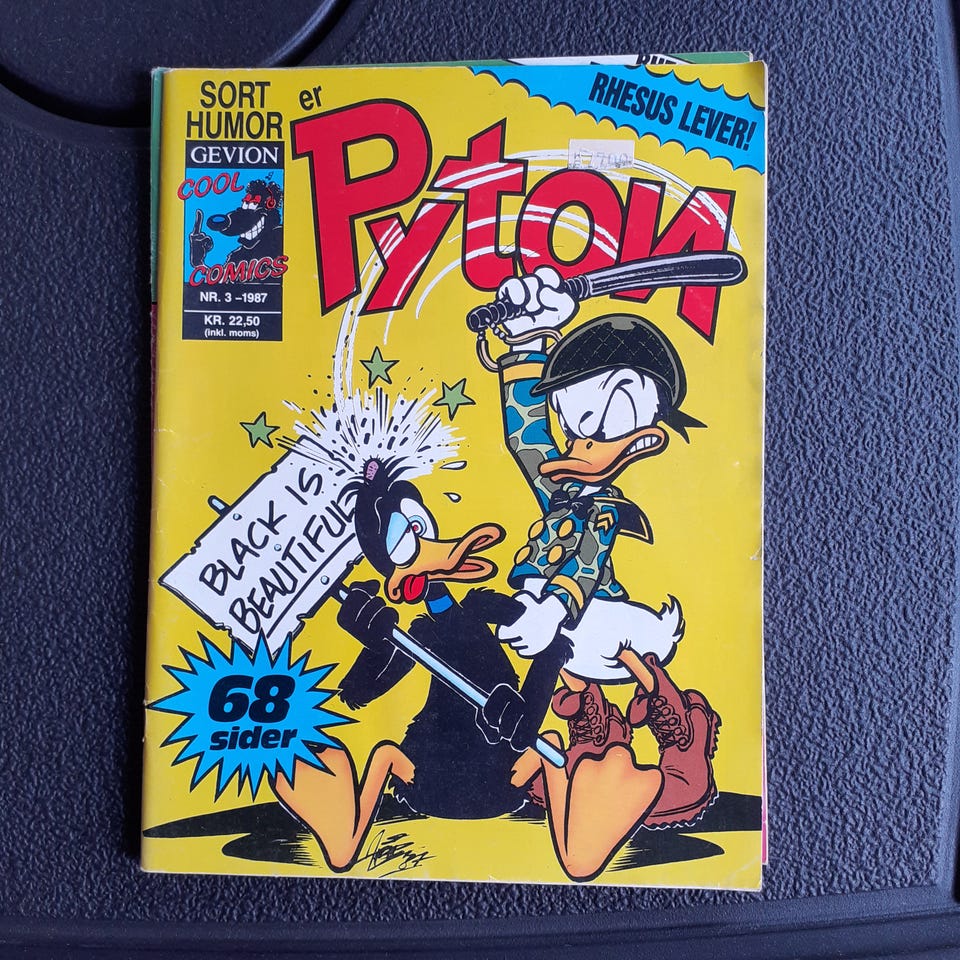 SORT
HUMOR
er
Pyton
RHESUS LEVER!
GEVION
COOL
COMICS
NR. 3 –1987
KR. 22,50
(inkl. moms)
BLACK IS
BEAUTIFUL
68
sider